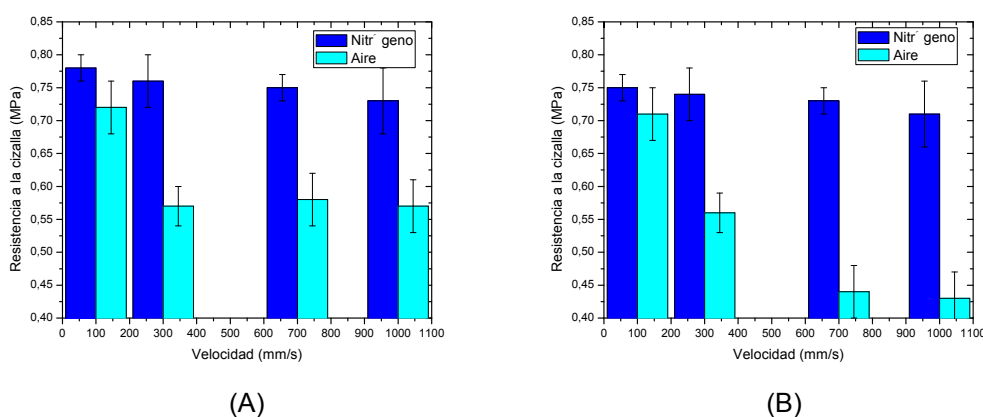 0,85
0,80
0,75
0,70
0,65
0,60
0,55
0,50
0,45
0,40
Resistencia a la cizalla (MPa)
Nitr´ geno
Aire
0 100 200 300 400 500 600 700 800 900 1000 1100
Velocidad (mm/s)
(A)
0,85
0,80
0,75
0,70
0,65
0,60
0,55
0,50
0,45
0,40
Resistencia a la cizalla (MPa)
Nitr´ geno
Aire
0 100 200 300 400 500 600 700 800 900 1000 1100
Velocidad (mm/s)
(B)